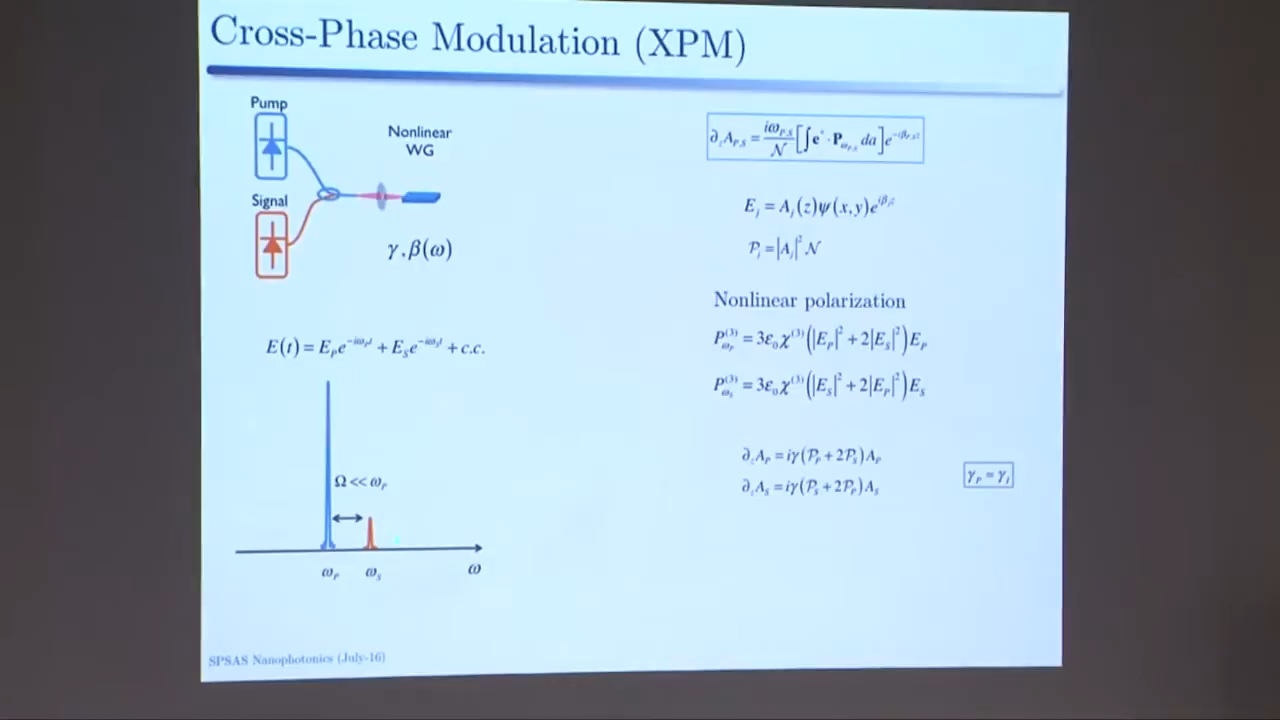 Cross-Phase Modulation (XPM)
Pump
Nonlinear
WG
Signal
γ, β(ω)
E(t) = E_P e^{-iω_P t} + E_S e^{-iω_S t} + c.c.
Ω << ω_P
ω_P ω_S ω
∂_z A_{P,S} = iω_{P,S}/𝒩 [∫e* · P_{ω_{P,S}} da] e^{-iβ_{P,S} z}
E_j = A_j(z)ψ(x,y)e^{iβ_j z}
𝒫_j = |A_j|² 𝒩
Nonlinear polarization
P_{ω_P}^{(3)} = 3ε_0 χ^{(3)} (|E_P|² + 2|E_S|²) E_P
P_{ω_S}^{(3)} = 3ε_0 χ^{(3)} (|E_S|² + 2|E_P|²) E_S
∂_z A_P = iγ(𝒫_P + 2𝒫_S) A_P
∂_z A_S = iγ(𝒫_S + 2𝒫_P) A_S
γ_P = γ_I
SPSAS Nanophotonics (July-16)